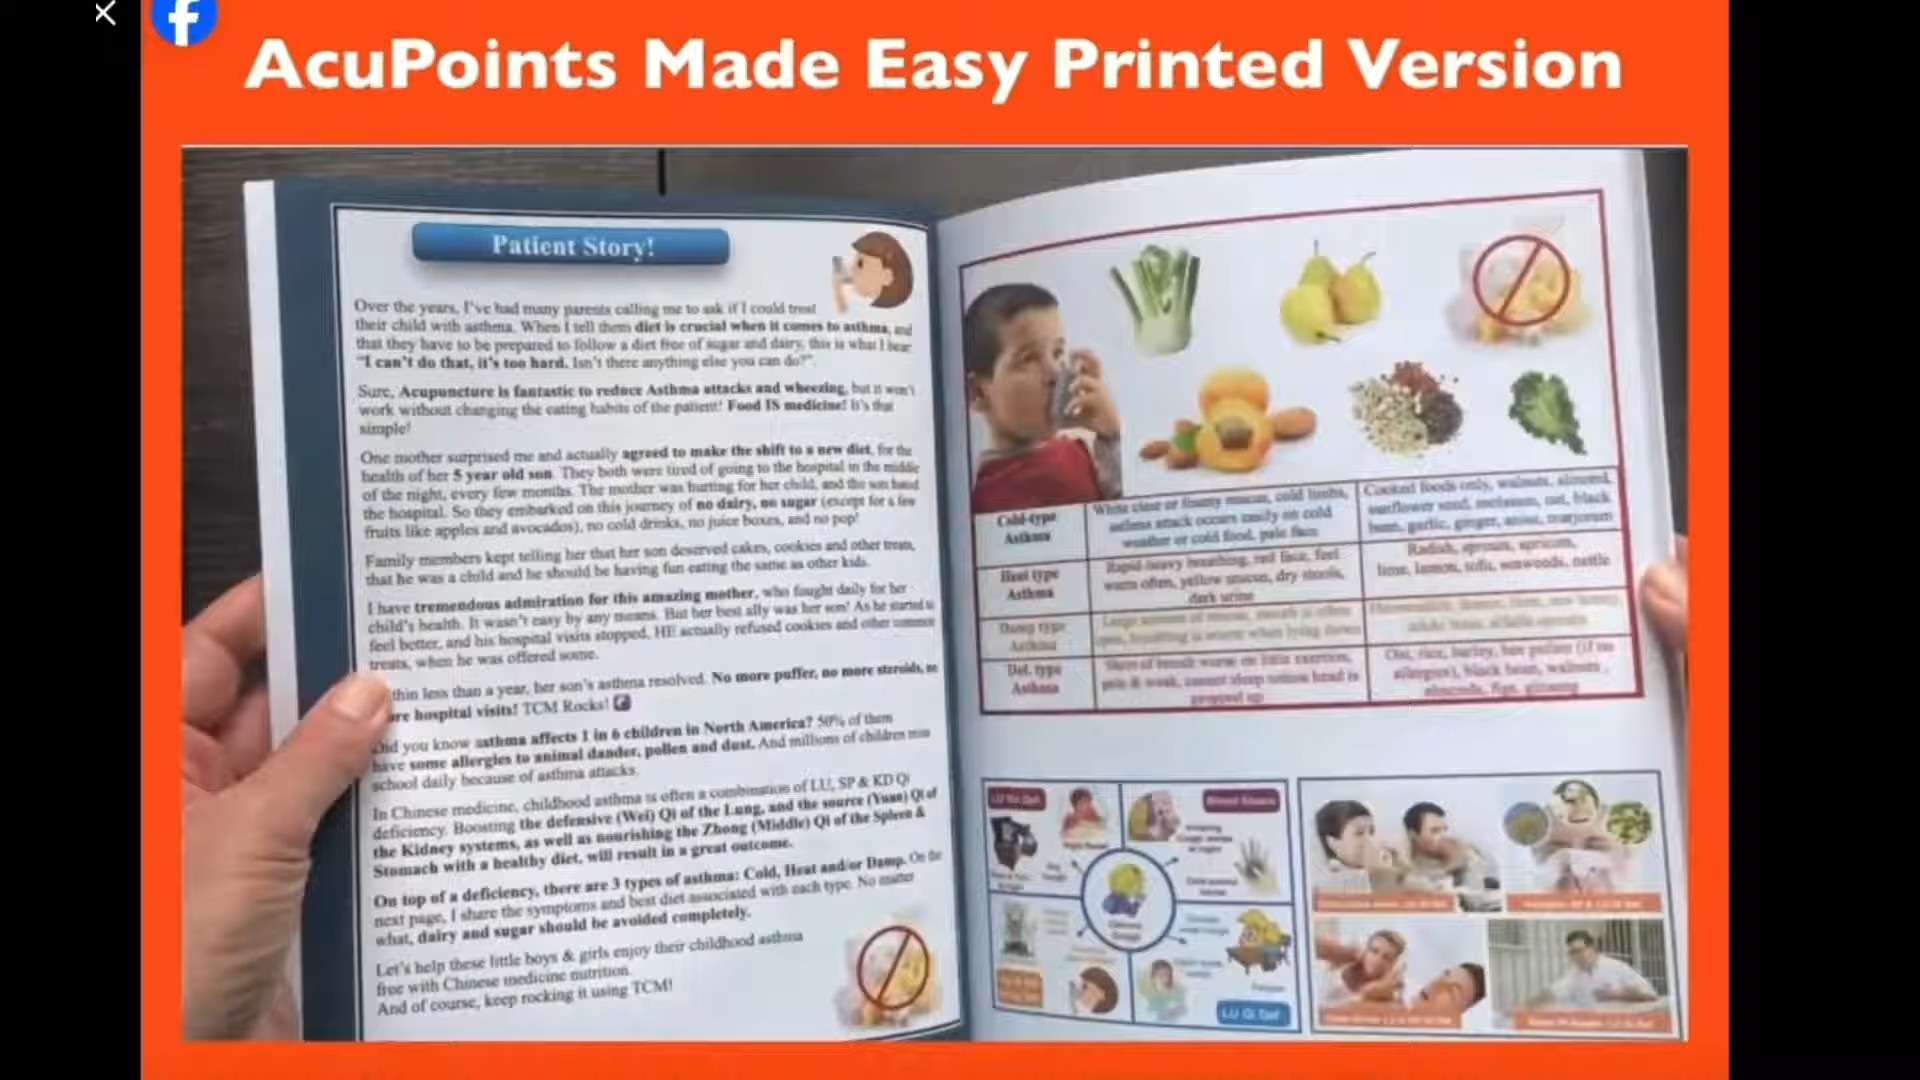 AcuPoints Made Easy Printed Version
Patient Story!
Over the years, I've had many parents calling me to ask if I could treat
their child with asthma. When I tell them diet is crucial when it comes to asthma, and
that they have to be prepared to follow a diet free of sugar and dairy, this is what I hear
"I can't do that, it's too hard. Isn't there anything else you can do?".
Sure, Acupuncture is fantastic to reduce Asthma attacks and wheezing, but it won't
work without changing the eating habits of the patient! Food IS medicine! It's that
simple!
One mother surprised me and actually agreed to make the shift to a new diet, for the
health of her 5 year old son. They both were tired of going to the hospital in the middle
of the night, every few months. The mother was hurting for her child, and the son hated
the hospital. So they embarked on this journey of no dairy, no sugar (except for a few
fruits like apples and avocados), no cold drinks, no juice boxes, and no pop!
Family members kept telling her that her son deserved cakes, cookies and other treats,
that he was a child and he should be having fun eating the same as other kids.
I have tremendous admiration for this amazing mother, who fought daily for her
child's health. It wasn't easy by any means. But her best ally was her son! As he started to
feel better, and his hospital visits stopped, HE actually refused cookies and other common
treats, when he was offered some.
thin less than a year, her son's asthma resolved. No more puffer, no more steroids, no
ore hospital visits! TCM Rocks!
Did you know asthma affects 1 in 6 children in North America? 50% of them
have some allergies to animal dander, pollen and dust. And millions of children miss
school daily because of asthma attacks.
In Chinese medicine, childhood asthma is often a combination of LU, SP & KD Qi
deficiency. Boosting the defensive (Wei) Qi of the Lung, and the source (Yuan) Qi of
the Kidney systems, as well as nourishing the Zhong (Middle) Qi of the Spleen &
Stomach with a healthy diet, will result in a great outcome.
On top of a deficiency, there are 3 types of asthma: Cold, Heat and/or Damp. On the
next page, I share the symptoms and best diet associated with each type. No matter
what, dairy and sugar should be avoided completely.
Let's help these little boys & girls enjoy their childhood asthma
free with Chinese medicine nutrition.
And of course, keep rocking it using TCM!
Cold-type
Asthma
White clear or foamy mucus, cold limbs,
asthma attack occurs easily on cold
weather or cold food, pale face
Cooked foods only, walnuts, almond,
sunflower seed, molasses, oat, black
bean, garlic, ginger, anise, marjoram
Heat type
Asthma
Rapid heavy breathing, red face, feel
warm often, yellow mucus, dry stools,
dark urine
Radish, sprouts, apricots,
lime, lemon, tofu, seaweeds, nettle
Damp type
Asthma
Def. type
Asthma
Short of breath worse on little exertion,
pale & weak, cannot sleep unless head is
propped up
Oat, rice, barley, bee pollen (if no
allergies), black bean, walnuts,
almonds, figs, ginseng
LU Qi Def